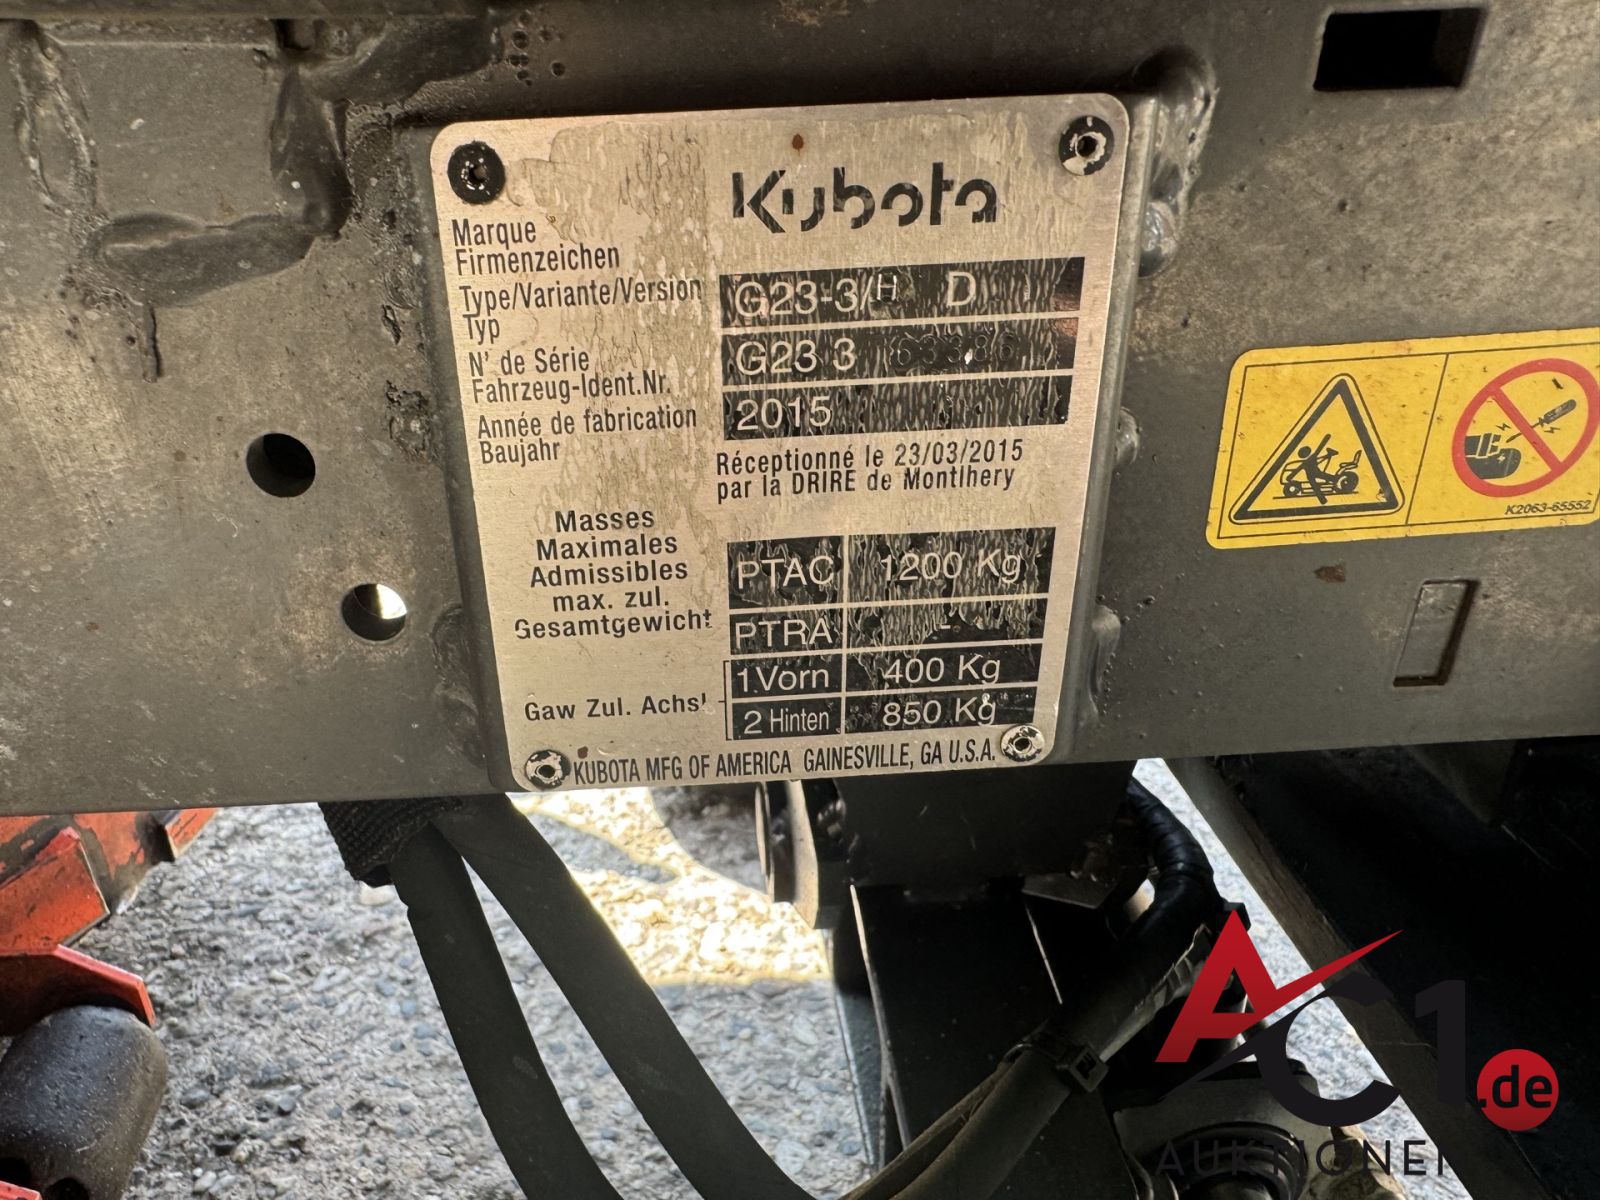 Kubota
Marque
Firmenzeichen
Type/Variante/Version G23-3/H D
Typ
N° de Série G23 3
Fahrzeug-Ident.Nr.
Année de fabrication 2015
Baujahr
Réceptionné le 23/03/2015
par la DRIRE de Montlhery
Masses
Maximales
Admissibles
max. zul.
Gesamtgewicht
PTAC 1200 Kg
PTRA -
Gaw Zul. Achsl
1.Vorn 400 Kg
2 Hinten 850 Kg
KUBOTA MFG OF AMERICA GAINESVILLE, GA U.S.A.
K2063-65552
AC1.de
AUKTIONEN